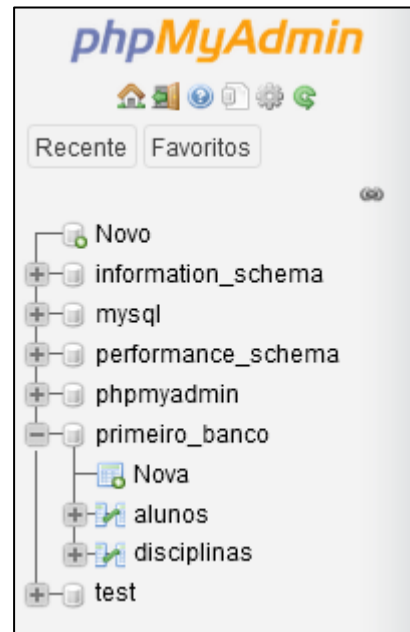 phpMyAdmin
Recente Favoritos
Novo
information_schema
mysql
performance_schema
phpmyadmin
primeiro_banco
Nova
alunos
disciplinas
test